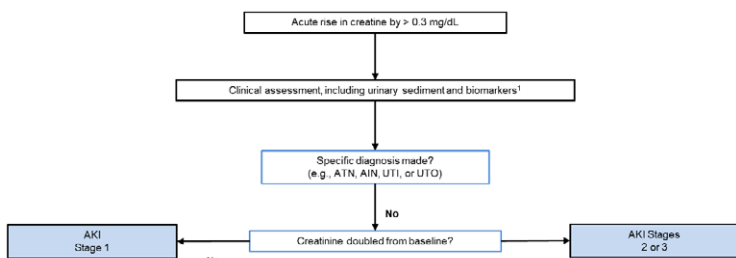 Acute rise in creatine by > 0.3 mg/dL
Clinical assessment, including urinary sediment and biomarkers¹
Specific diagnosis made?
(e.g., ATN, AIN, UTI, or UTO)
No
AKI
Stage 1
Creatinine doubled from baseline?
AKI Stages
2 or 3